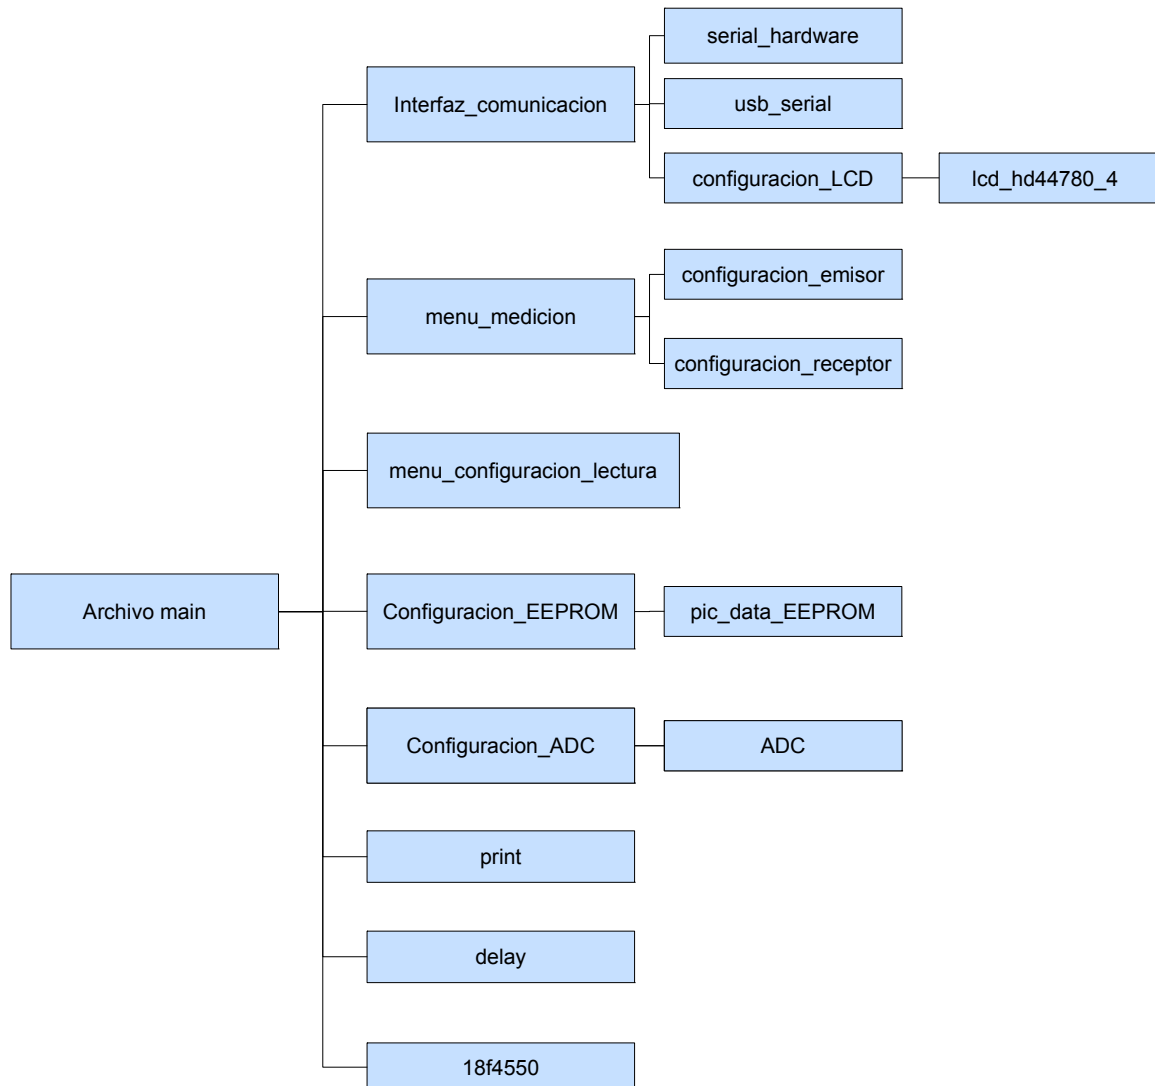 serial_hardware
Interfaz_comunicacion
usb_serial
configuracion_LCD
lcd_hd44780_4
configuracion_emisor
menu_medicion
configuracion_receptor
menu_configuracion_lectura
Archivo main
Configuracion_EEPROM
pic_data_EEPROM
Configuracion_ADC
ADC
print
delay
18f4550